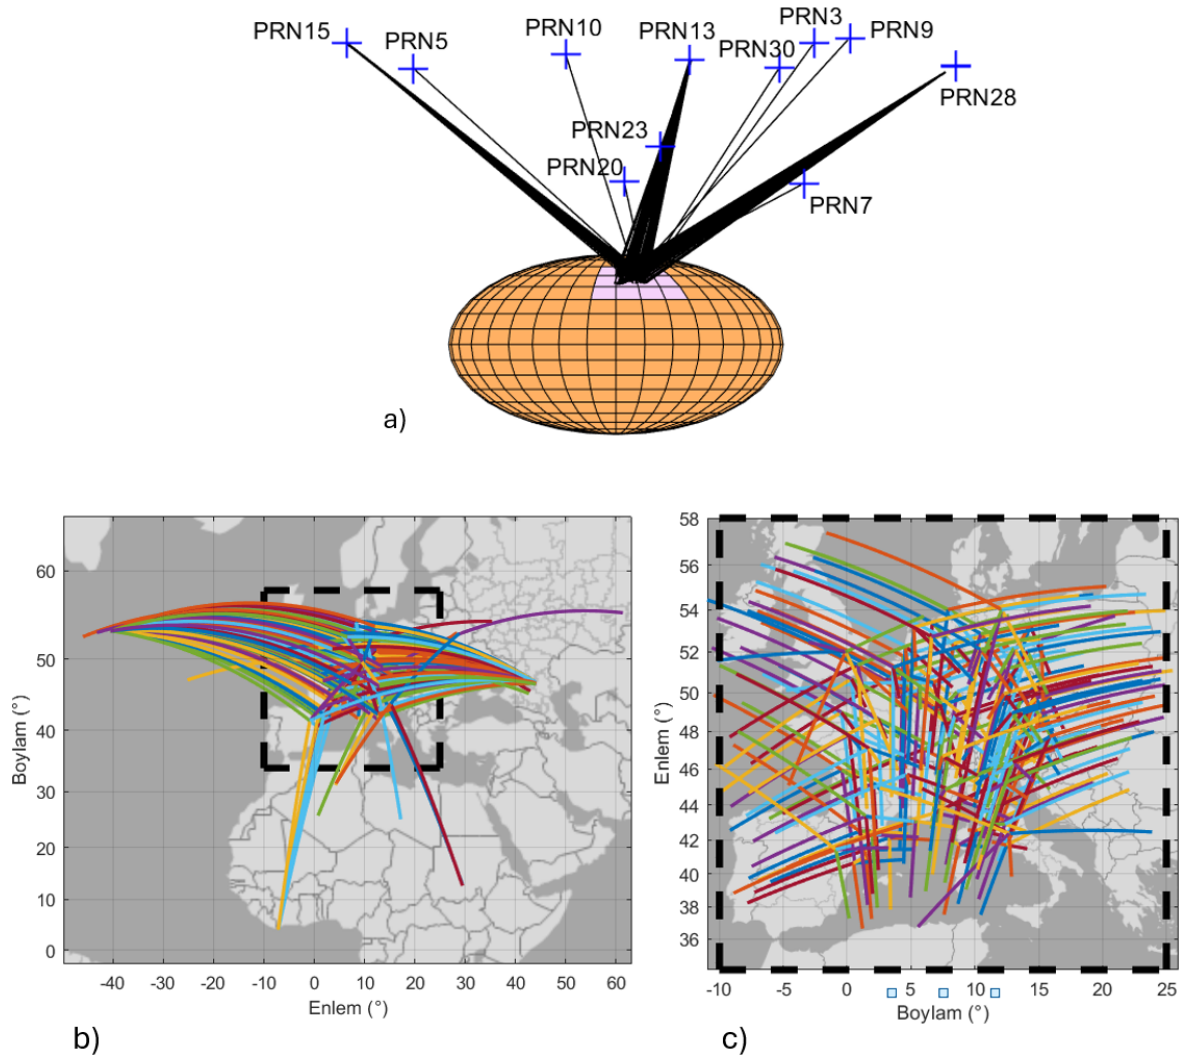 PRN15
PRN5
PRN10
PRN13
PRN3
PRN9
PRN30
PRN28
PRN23
PRN20
PRN7
a)
60
50
40
30
20
10
0
Boylam (°)
-40 -30 -20 -10 0 10 20 30 40 50 60
Enlem (°)
b)
58
56
54
52
50
48
46
44
42
40
38
36
Enlem (°)
-10 -5 0 5 10 15 20 25
Boylam (°)
c)